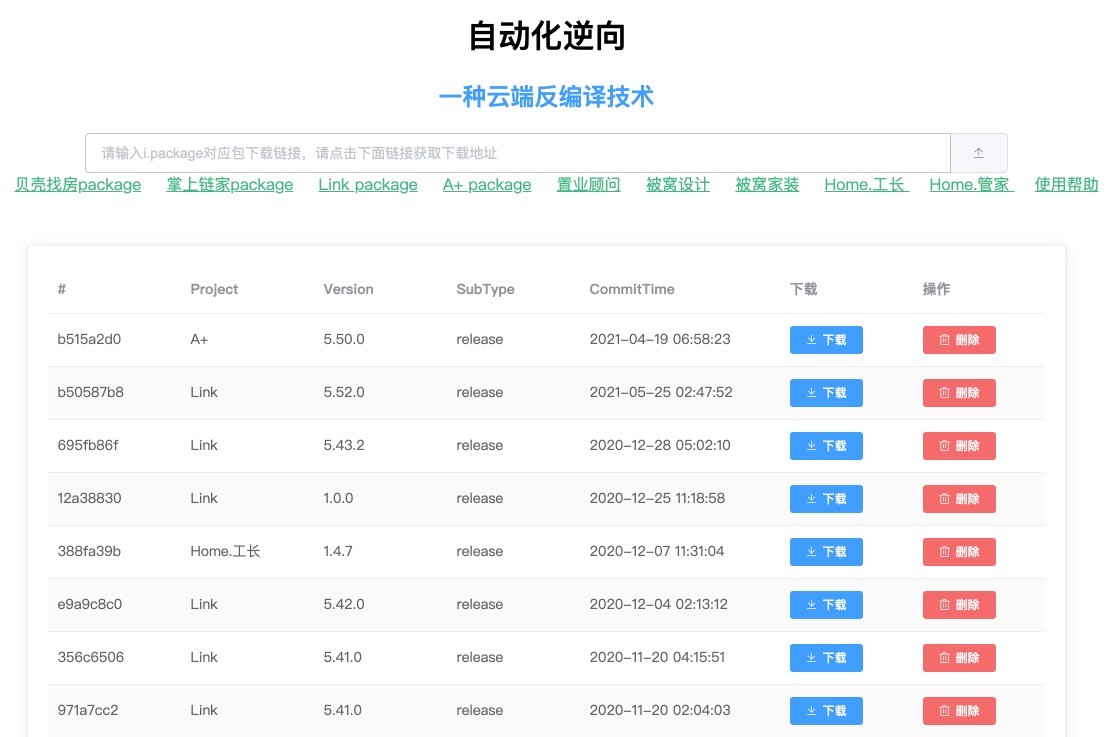 自动化逆向
一种云端反编译技术
请输入i.package对应包下载链接，请点击下面链接获取下载地址
贝壳找房package 掌上链家package Link package A+ package 置业顾问 被窝设计 被窝家装 Home.工长 Home.管家 使用帮助
# Project Version SubType CommitTime 下载 操作
b515a2d0 A+ 5.50.0 release 2021-04-19 06:58:23 下载 删除
b50587b8 Link 5.52.0 release 2021-05-25 02:47:52 下载 删除
695fb86f Link 5.43.2 release 2020-12-28 05:02:10 下载 删除
12a38830 Link 1.0.0 release 2020-12-25 11:18:58 下载 删除
388fa39b Home.工长 1.4.7 release 2020-12-07 11:31:04 下载 删除
e9a9c8c0 Link 5.42.0 release 2020-12-04 02:13:12 下载 删除
356c6506 Link 5.41.0 release 2020-11-20 04:15:51 下载 删除
971a7cc2 Link 5.41.0 release 2020-11-20 02:04:03 下载 删除